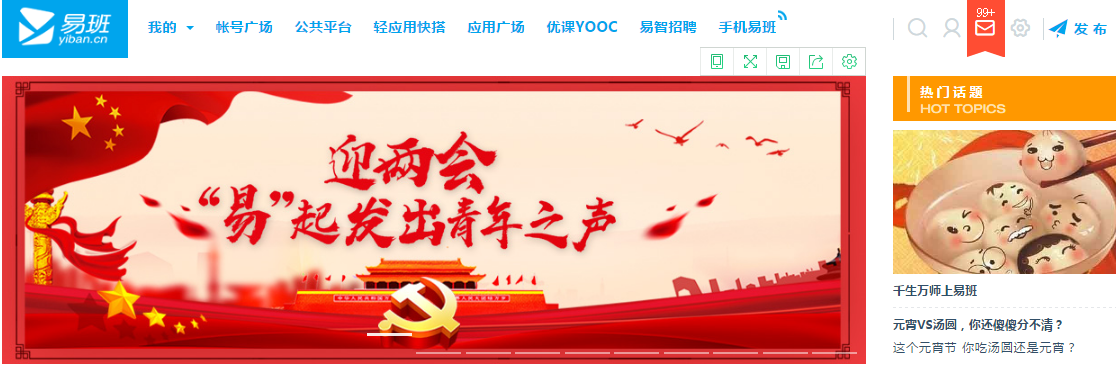 易班
yiban.cn
我的
帐号广场
公共平台
轻应用快搭
应用广场
优课YOOC
易智招聘
手机易班
99+
发布
迎两会
“易”起发出青年之声
热门话题
HOT TOPICS
千生万师上易班
元宵VS汤圆，你还傻傻分不清？
这个元宵节 你吃汤圆还是元宵？